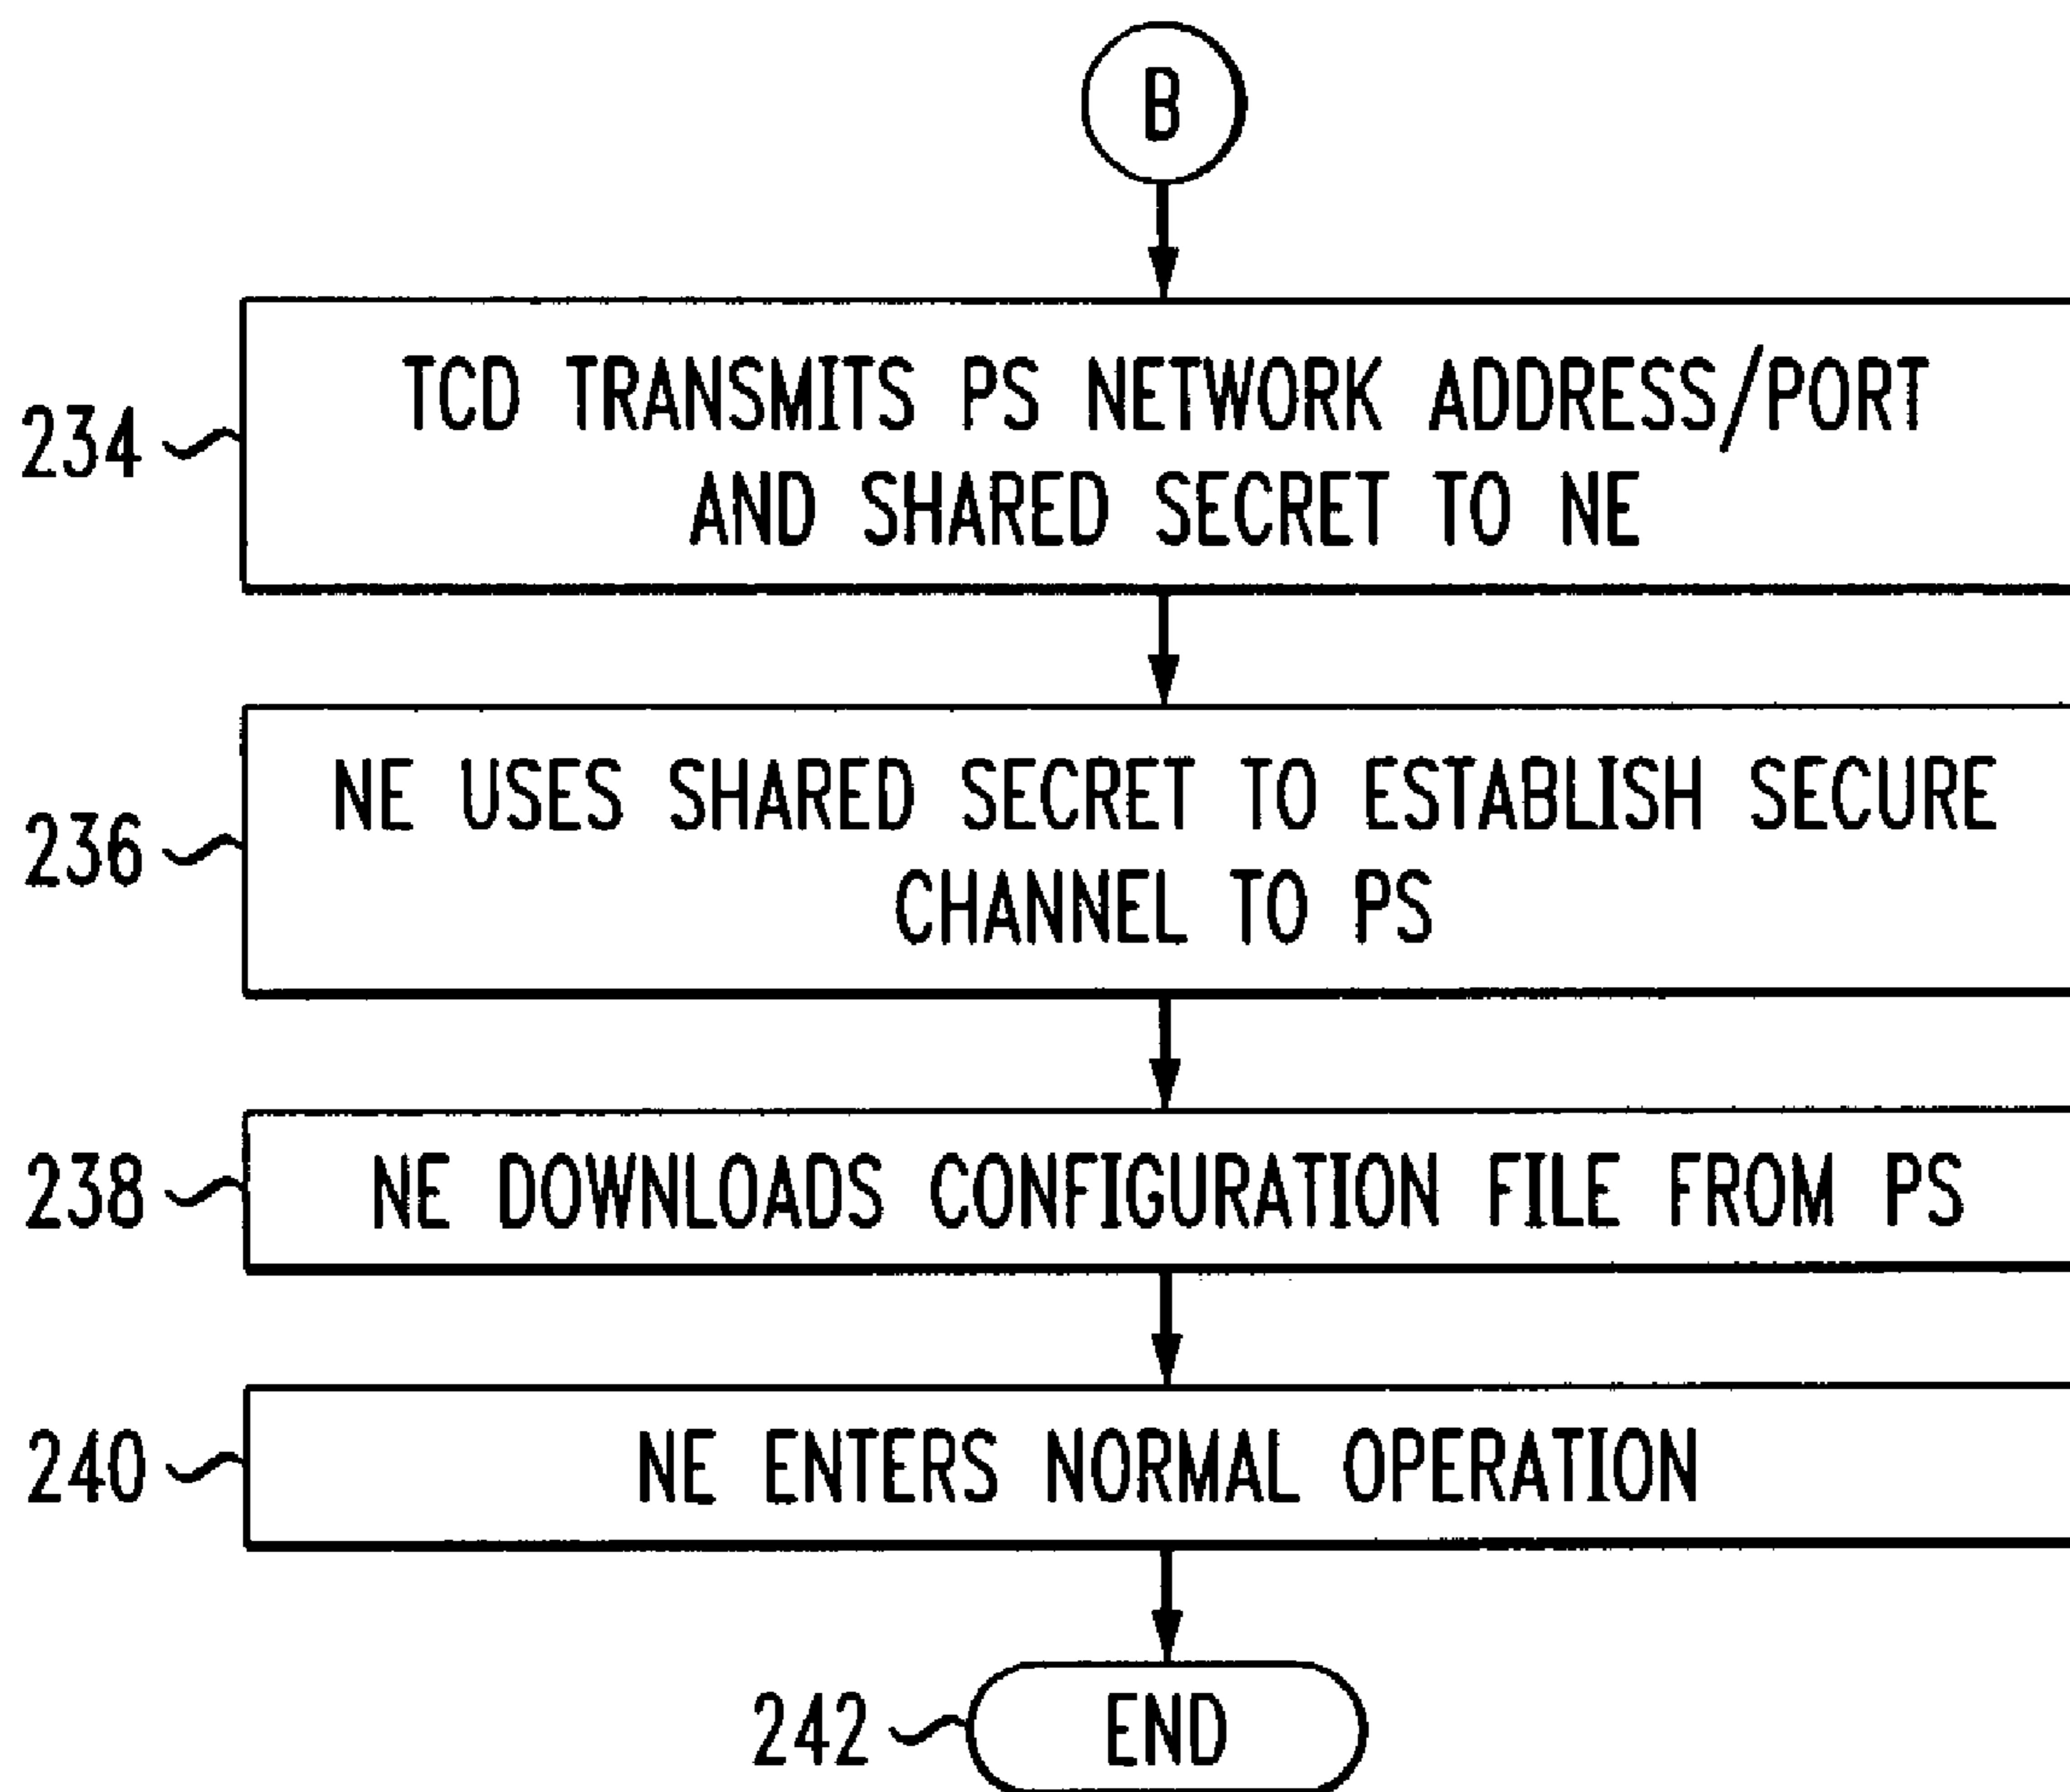 B
234
TCD TRANSMITS PS NETWORK ADDRESS/PORT
AND SHARED SECRET TO NE
236
NE USES SHARED SECRET TO ESTABLISH SECURE
CHANNEL TO PS
238
NE DOWNLOADS CONFIGURATION FILE FROM PS
240
NE ENTERS NORMAL OPERATION
242
END